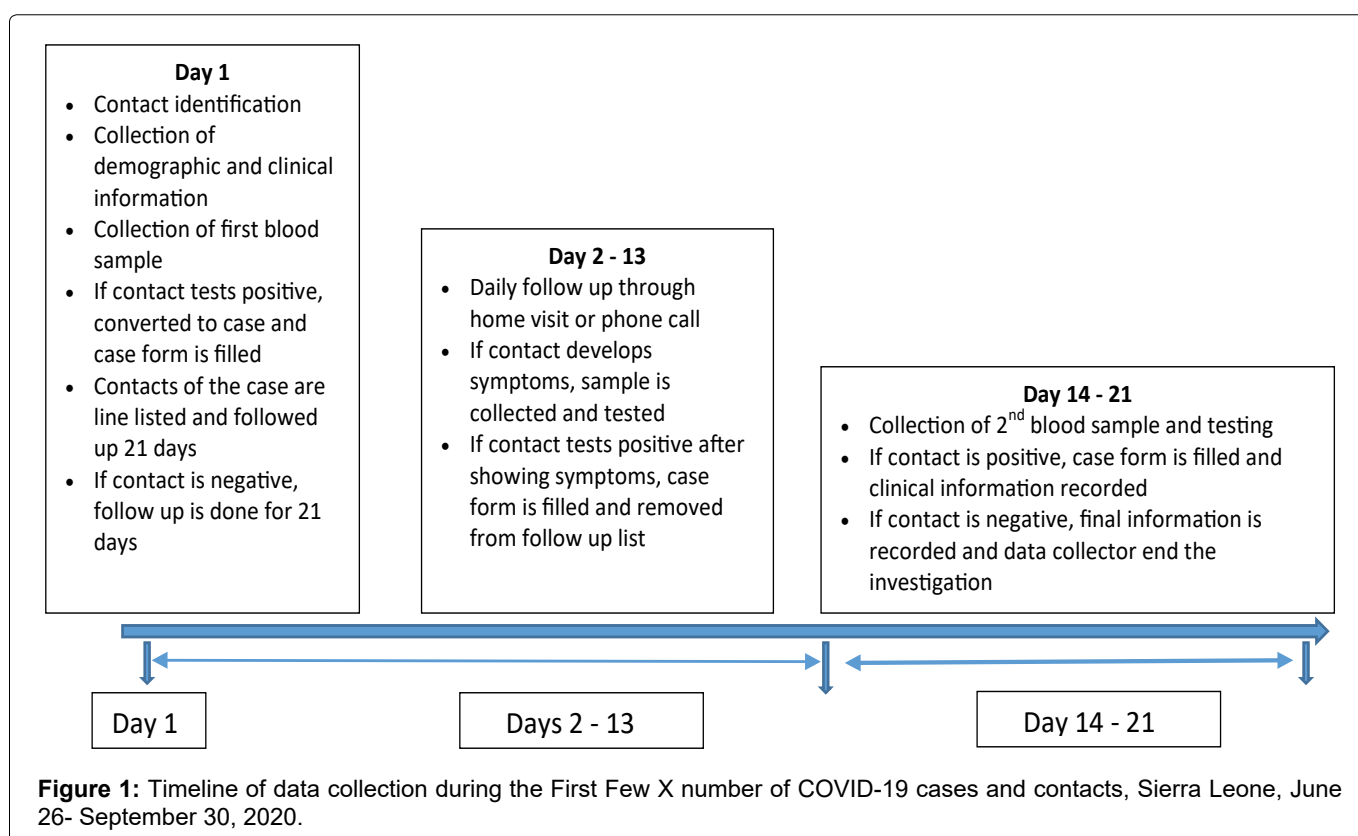 Day 1
• Contact identification
• Collection of
demographic and clinical
information
• Collection of first blood
sample
• If contact tests positive,
converted to case and
case form is filled
• Contacts of the case are
line listed and followed
up 21 days
• If contact is negative,
follow up is done for 21
days
Day 2 - 13
• Daily follow up through
home visit or phone call
• If contact develops
symptoms, sample is
collected and tested
• If contact tests positive after
showing symptoms, case
form is filled and removed
from follow up list
Day 14 - 21
• Collection of 2nd blood sample and testing
• If contact is positive, case form is filled and
clinical information recorded
• If contact is negative, final information is
recorded and data collector end the
investigation
Day 1
Days 2 - 13
Day 14 - 21
Figure 1: Timeline of data collection during the First Few X number of COVID-19 cases and contacts, Sierra Leone, June
26- September 30, 2020.